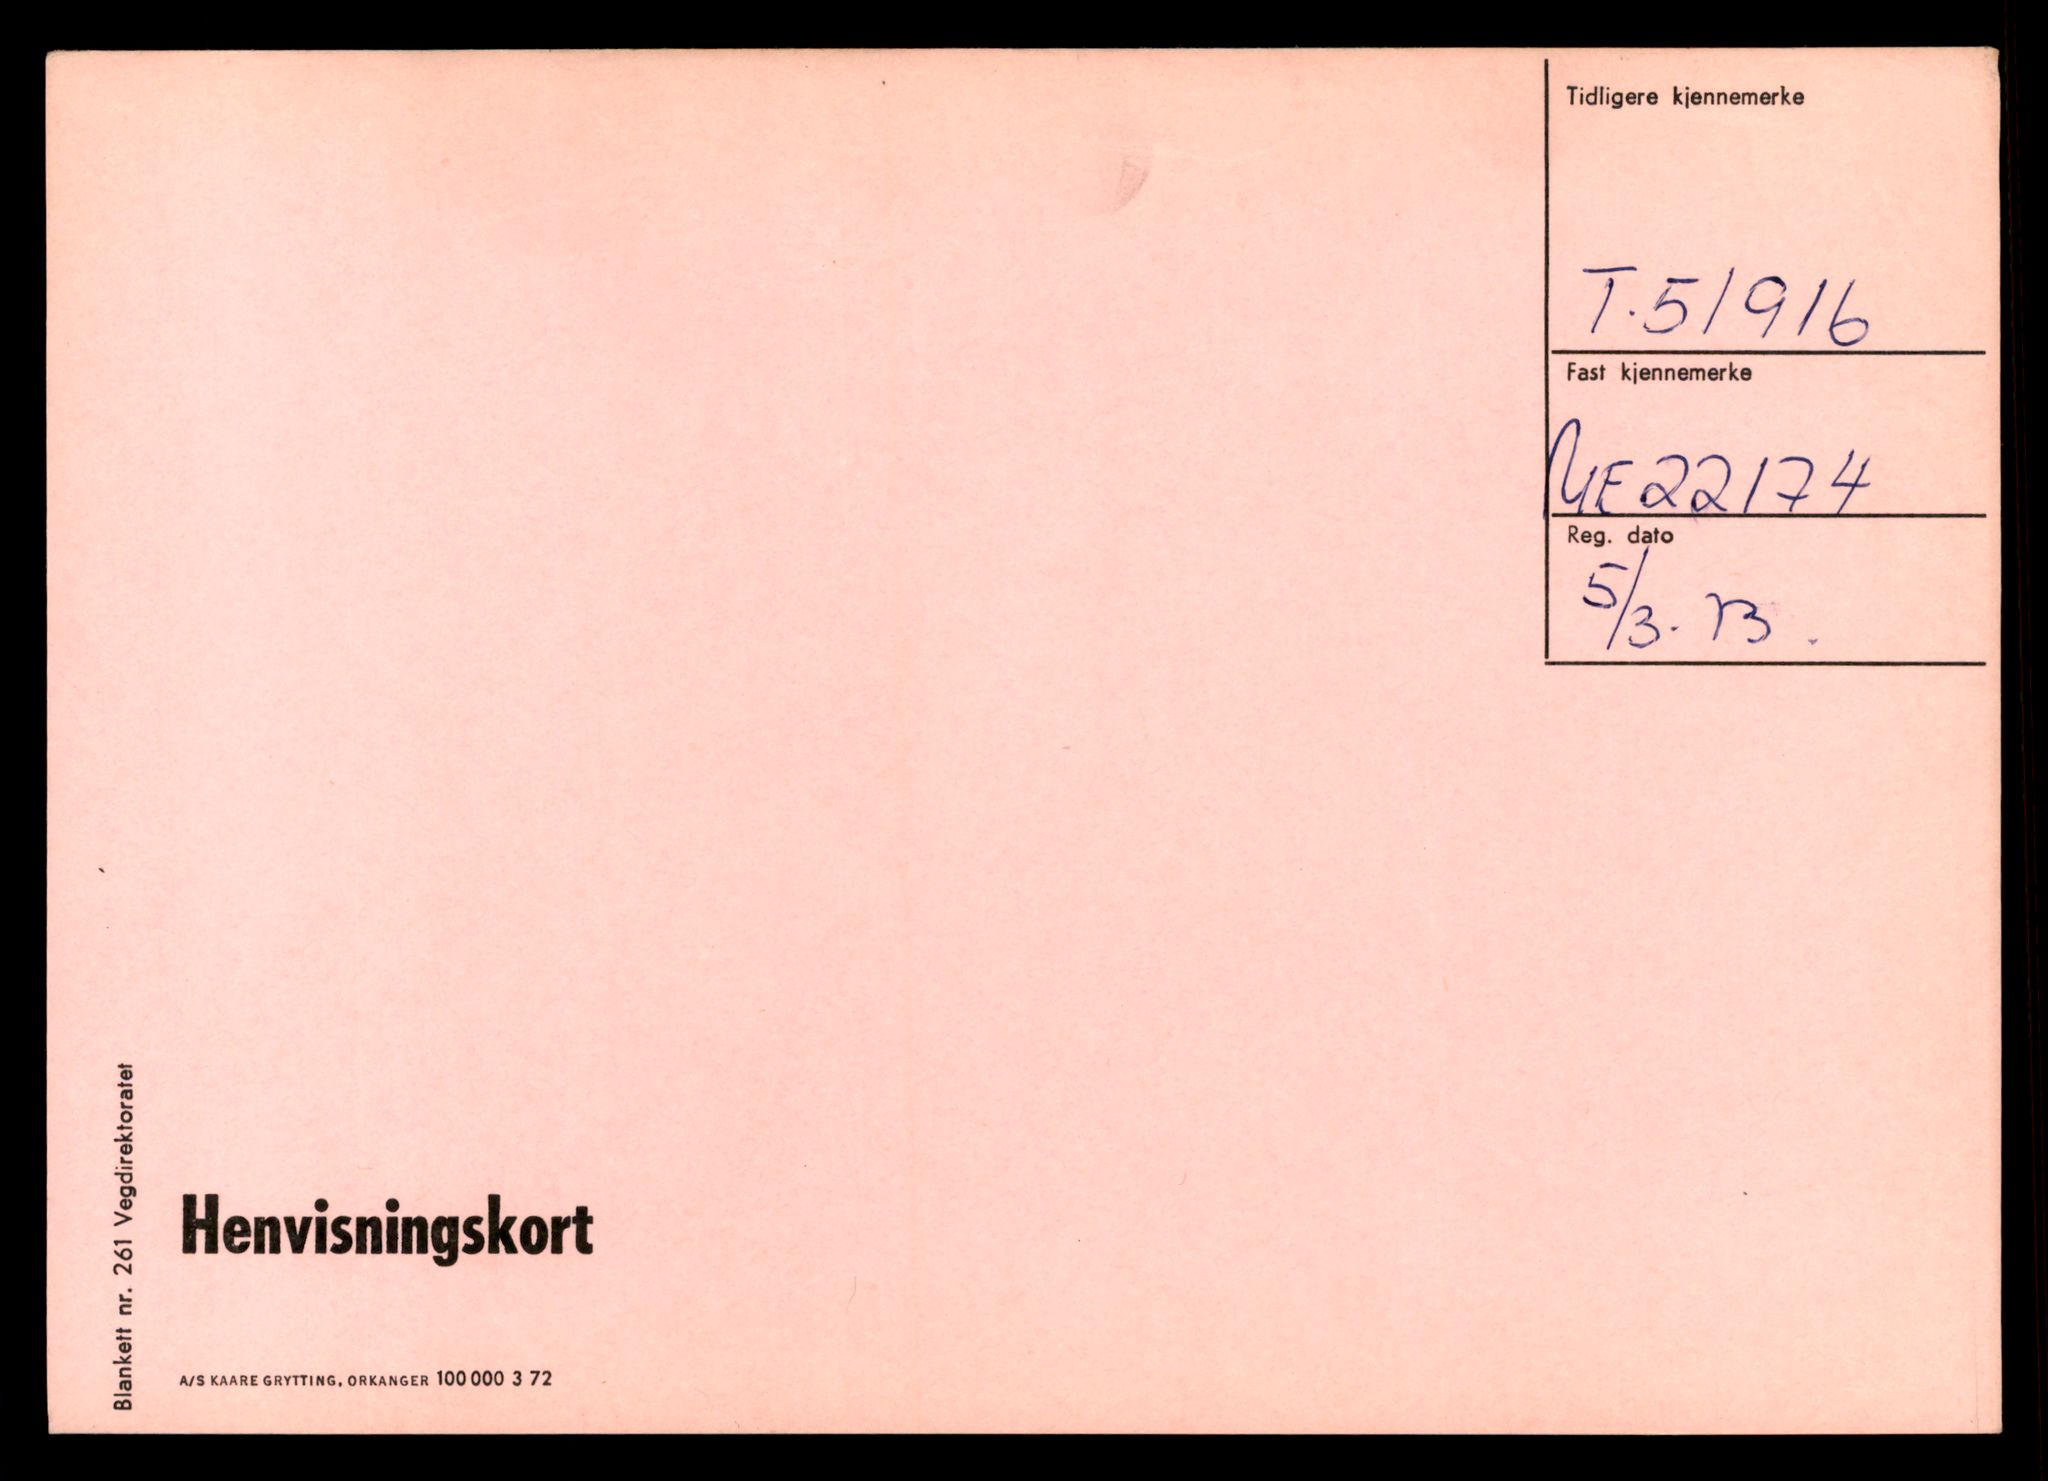 Tidligere kjennemerke
T.51916
Fast kjennemerke
UE22174
Reg. dato
5/3. 73.
Blankett nr. 261 Vegdirektoratet
Henvisningskort
A/S KAARE GRYTTING, ORKANGER 100 000 3 72